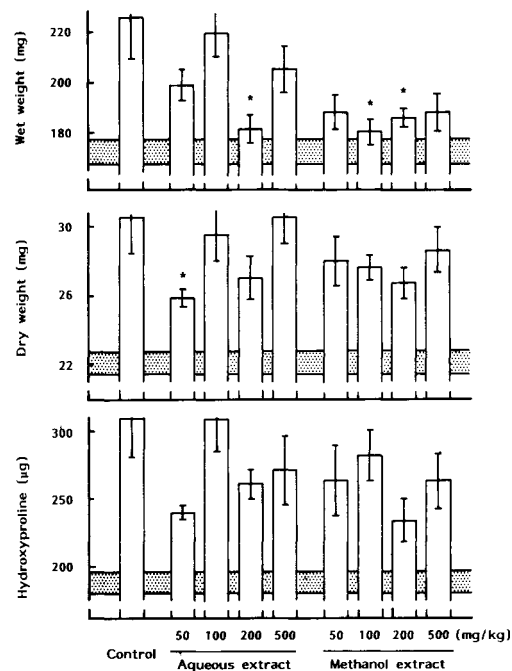 Wet weight (mg)
220
200
180
*
*
*
Dry weight (mg)
30
26
22
*
Hydroxyproline (µg)
300
250
200
50 100 200 500 50 100 200 500 (mg/kg)
Control Aqueous extract Methanol extract